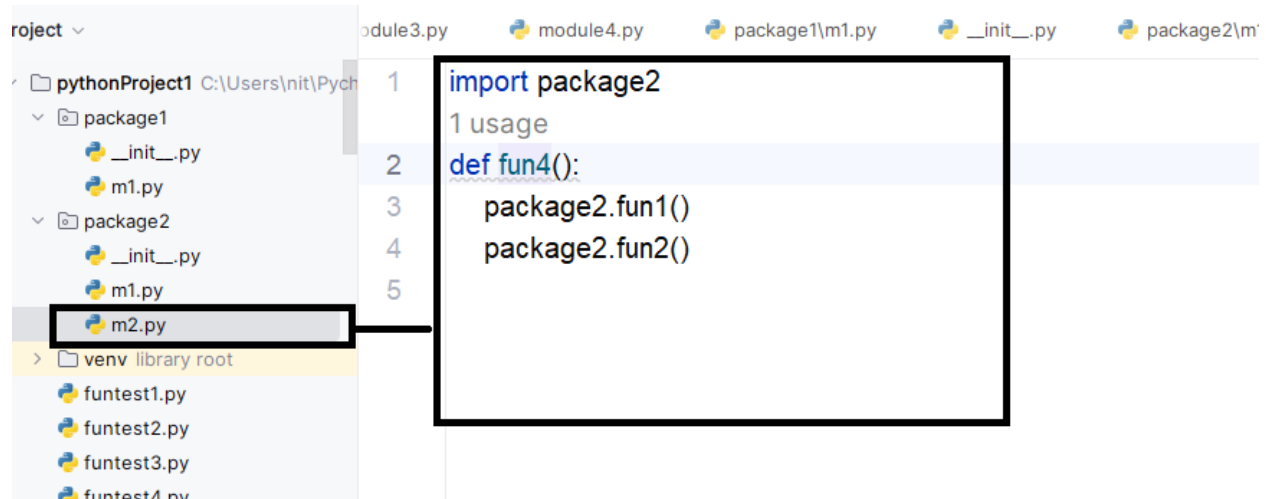 roject
odule3.py module4.py package1\m1.py __init__.py package2\m
pythonProject1 C:\Users\nit\Pych
package1
__init__.py
m1.py
package2
__init__.py
m1.py
m2.py
venv library root
funtest1.py
funtest2.py
funtest3.py
funtest4.py
1 import package2
1 usage
2 def fun4():
3 package2.fun1()
4 package2.fun2()
5